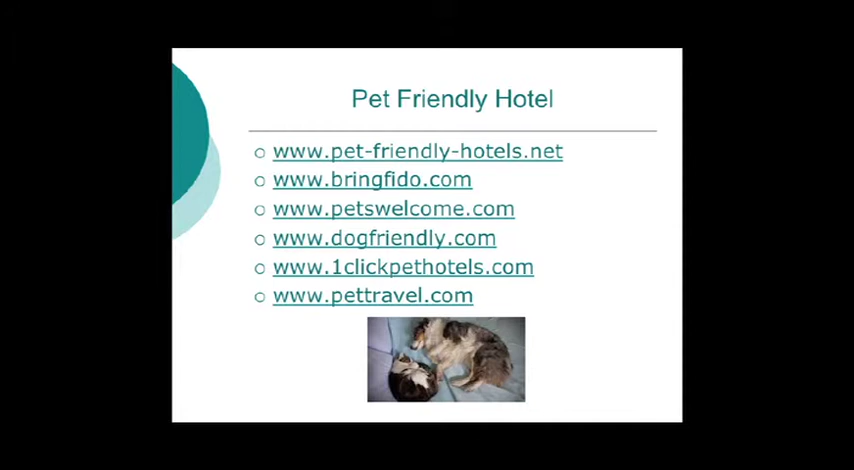 Pet Friendly Hotel
www.pet-friendly-hotels.net
www.bringfido.com
www.petswelcome.com
www.dogfriendly.com
www.1clickpethotels.com
www.pettravel.com